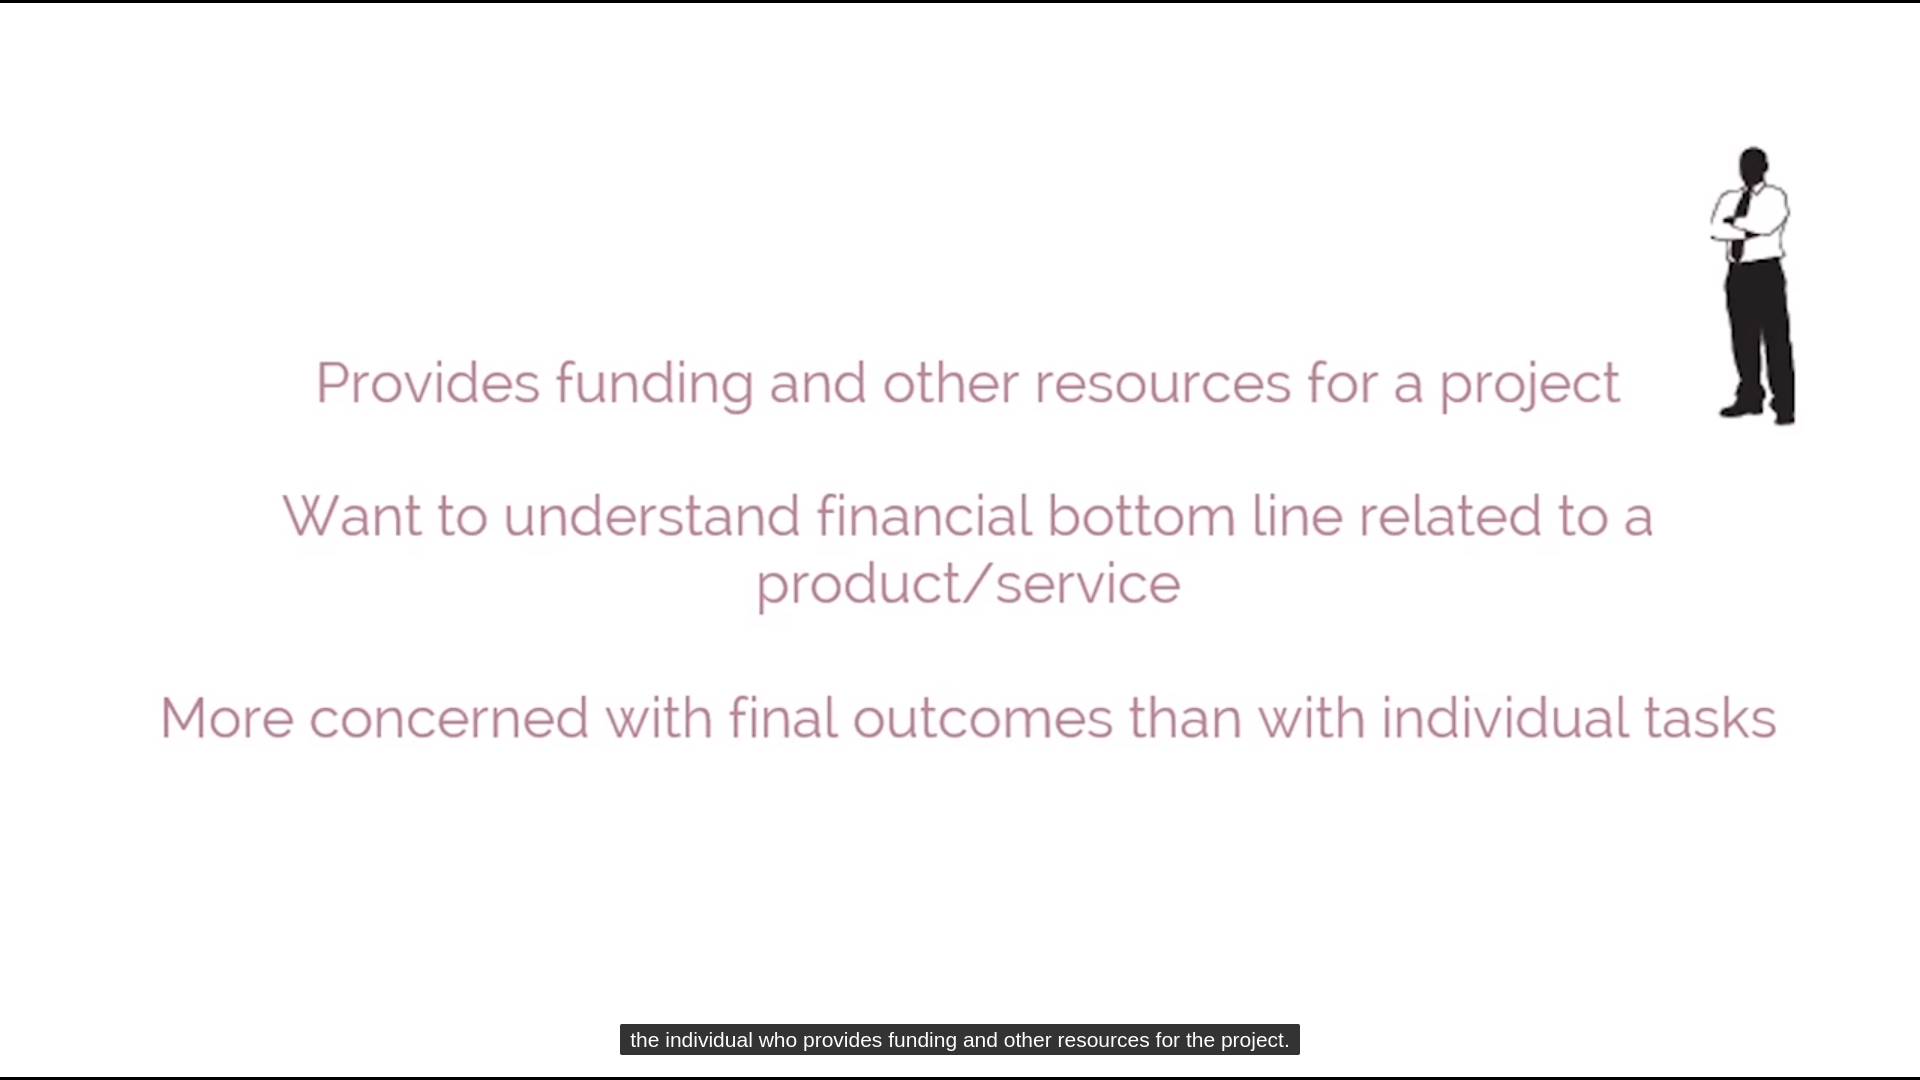 Provides funding and other resources for a project
Want to understand financial bottom line related to a
product/service
More concerned with final outcomes than with individual tasks
the individual who provides funding and other resources for the project.